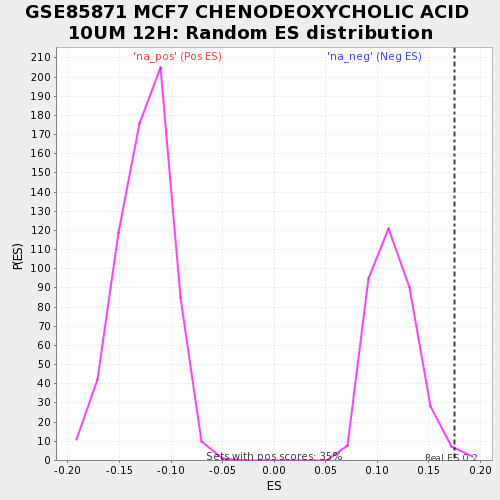 GSE85871 MCF7 CHENODEOXYCHOLIC ACID
10UM 12H: Random ES distribution
'na_pos' (Pos ES) 'na_neg' (Neg ES)
P(ES)
210
200
190
180
170
160
150
140
130
120
110
100
90
80
70
60
50
40
30
20
10
0
Sets with pos scores: 35%
Real ES 0.2
-0.20 -0.15 -0.10 -0.05 0.00 0.05 0.10 0.15 0.20
ES